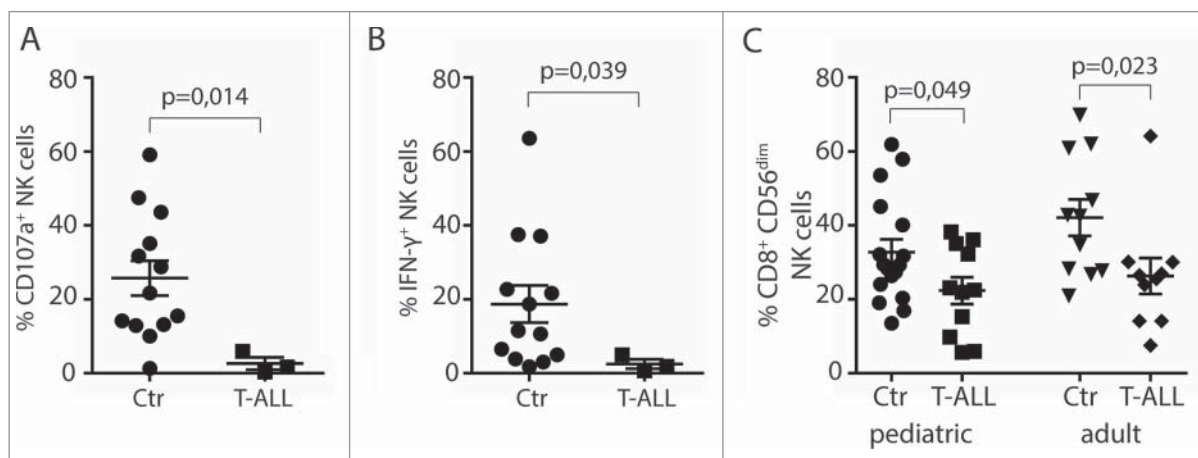 A
% CD107a⁺ NK cells
80
60
40
20
0
p=0,014
Ctr T-ALL
B
% IFN-γ⁺ NK cells
80
60
40
20
0
p=0,039
Ctr T-ALL
C
% CD8⁺ CD56ᵈⁱᵐ
NK cells
80
60
40
20
0
p=0,049
p=0,023
Ctr T-ALL Ctr T-ALL
pediatric adult